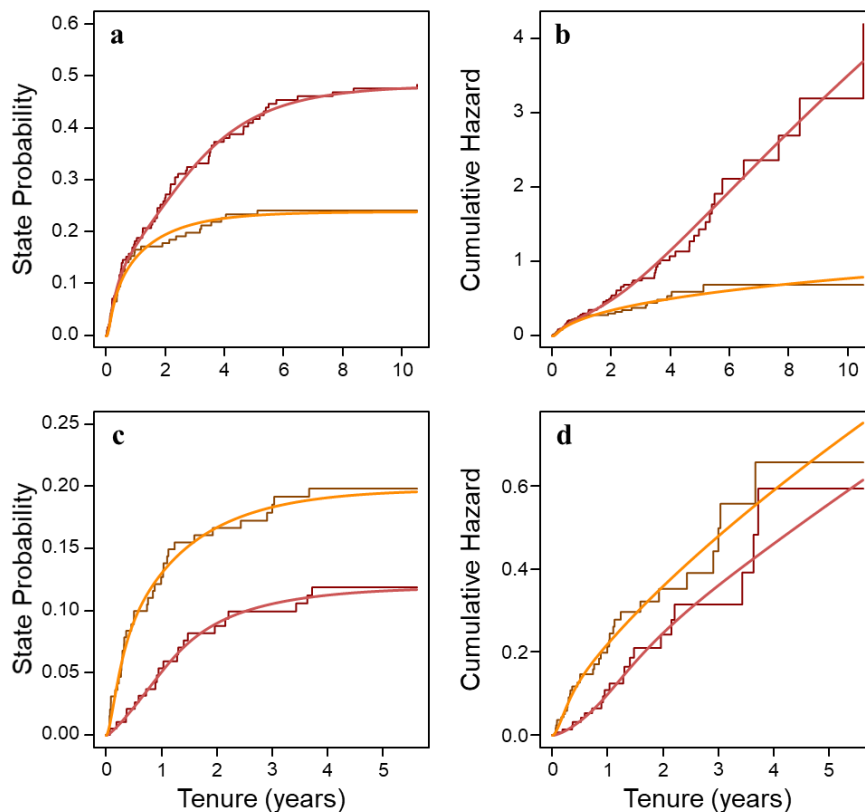 a
State Probability
0.6
0.5
0.4
0.3
0.2
0.1
0.0
0 2 4 6 8 10
b
Cumulative Hazard
4
3
2
1
0
0 2 4 6 8 10
c
State Probability
0.25
0.20
0.15
0.10
0.05
0.00
0 1 2 3 4 5
Tenure (years)
d
Cumulative Hazard
0.6
0.4
0.2
0.0
0 1 2 3 4 5
Tenure (years)